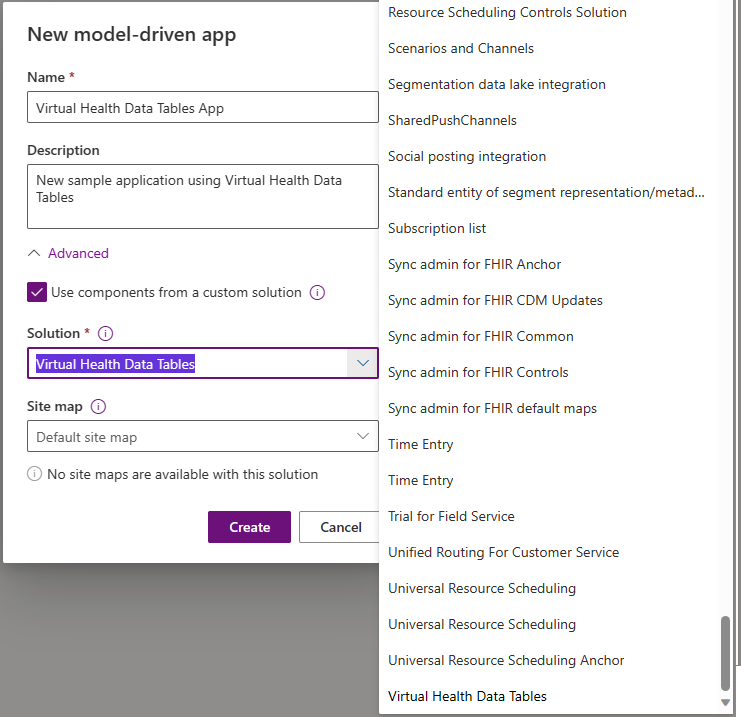 New model-driven app
Name *
Virtual Health Data Tables App
Description
New sample application using Virtual Health Data
Tables
Advanced
Use components from a custom solution
Solution *
Virtual Health Data Tables
Site map
Default site map
No site maps are available with this solution
Create
Cancel
Resource Scheduling Controls Solution
Scenarios and Channels
Segmentation data lake integration
SharedPushChannels
Social posting integration
Standard entity of segment representation/metad...
Subscription list
Sync admin for FHIR Anchor
Sync admin for FHIR CDM Updates
Sync admin for FHIR Common
Sync admin for FHIR Controls
Sync admin for FHIR default maps
Time Entry
Time Entry
Trial for Field Service
Unified Routing For Customer Service
Universal Resource Scheduling
Universal Resource Scheduling
Universal Resource Scheduling Anchor
Virtual Health Data Tables